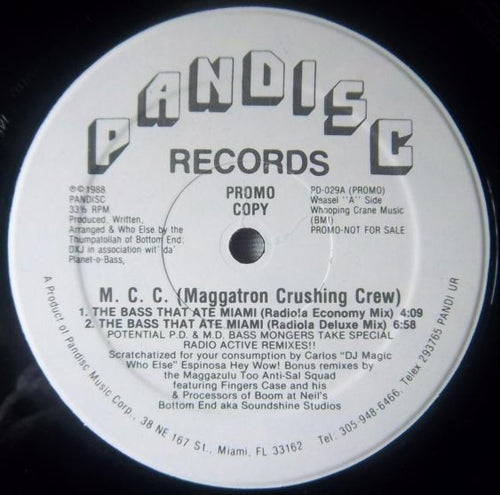 PANDISC
RECORDS
℗©1988
PANDISC
33⅓ RPM
Produced, Written,
Arranged & Who Else by the
Thumpatollah of Bottom End:
DXJ in association wit' da'
Planet-o-Bass,
PROMO
COPY
PD-029A (PROMO)
Weasel "A" Side
Whooping Crane Music
(BMI)
PROMO-NOT FOR SALE
M. C. C. (Maggatron Crushing Crew)
1. THE BASS THAT ATE MIAMI (Radio!a Economy Mix) 4:09
2. THE BASS THAT ATE MIAMI (Radiola Deluxe Mix) 6:58
POTENTIAL P.D. & M.D. BASS MONGERS TAKE SPECIAL
RADIO ACTIVE REMIXES!!
Scratchatized for your consumption by Carlos "DJ Magic
Who Else" Espinosa Hey Wow! Bonus remixes by
the Maggazulu Too Anti-Sal Squad
featuring Fingers Case and his
& Processors of Boom at Neil's
Bottom End aka Soundshine Studios
A Product of Pandisc Music Corp., 38 NE 167 St., Miami, FL 33162 Tel. 305-948-6466, Telex 293765 PANDI UR